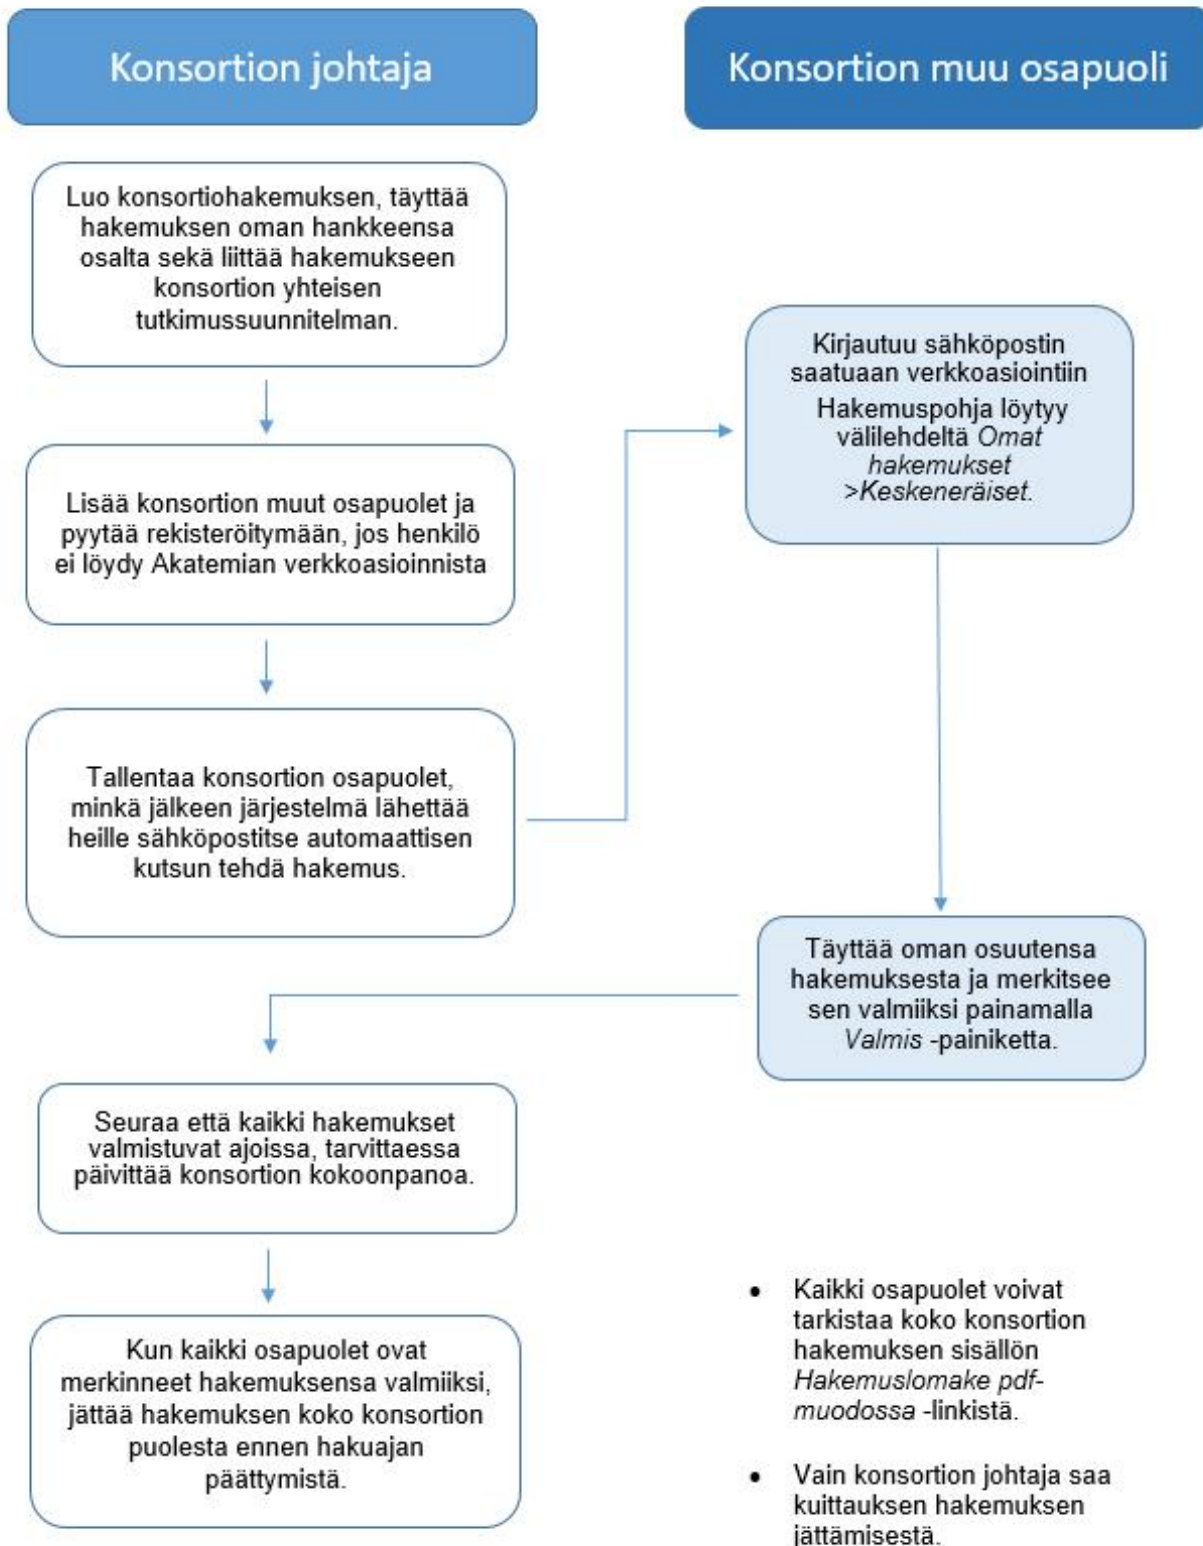 Konsortion johtaja
Konsortion muu osapuoli
Luo konsortiohakemuksen, täyttää
hakemuksen oman hankkeensa
osalta sekä liittää hakemukseen
konsortion yhteisen
tutkimussuunnitelman.
Lisää konsortion muut osapuolet ja
pyytää rekisteröitymään, jos henkilö
ei löydy Akatemian verkkoasioinnista
Tallentaa konsortion osapuolet,
minkä jälkeen järjestelmä lähettää
heille sähköpostitse automaattisen
kutsun tehdä hakemus.
Kirjautuu sähköpostin
saatuaan verkkoasiointiin
Hakemuspohja löytyy
välilehdeltä Omat
hakemukset
>Keskeneräiset.
Täyttää oman osuutensa
hakemuksesta ja merkitsee
sen valmiiksi painamalla
Valmis -painiketta.
Seuraa että kaikki hakemukset
valmistuvat ajoissa, tarvittaessa
päivittää konsortion kokoonpanoa.
Kun kaikki osapuolet ovat
merkinneet hakemuksensa valmiiksi,
jättää hakemuksen koko konsortion
puolesta ennen hakuajan
päättymistä.
• Kaikki osapuolet voivat
tarkistaa koko konsortion
hakemuksen sisällön
Hakemuslomake pdf-
muodossa -linkistä.
• Vain konsortion johtaja saa
kuittauksen hakemuksen
jättämisestä.